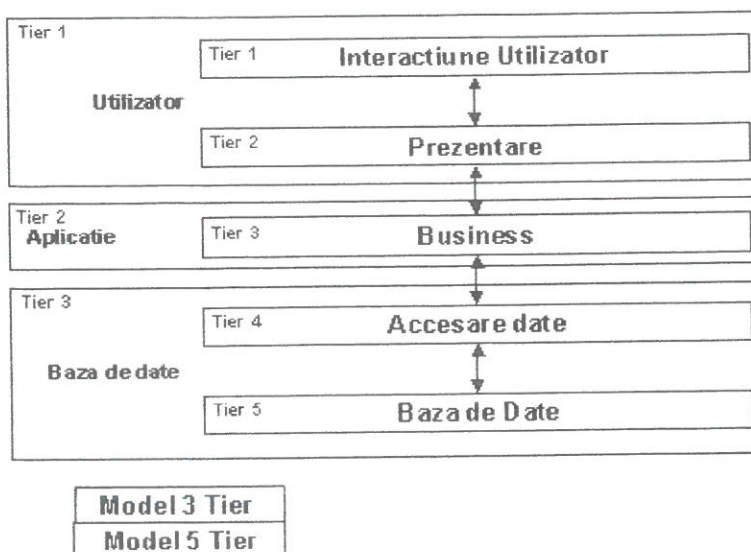 Tier 1
Tier 1 Interactiune Utilizator
Utilizator
Tier 2 Prezentare
Tier 2
Aplicatie
Tier 3 Business
Tier 3
Tier 4 Accesare date
Baza de date
Tier 5 Baza de Date
Model 3 Tier
Model 5 Tier